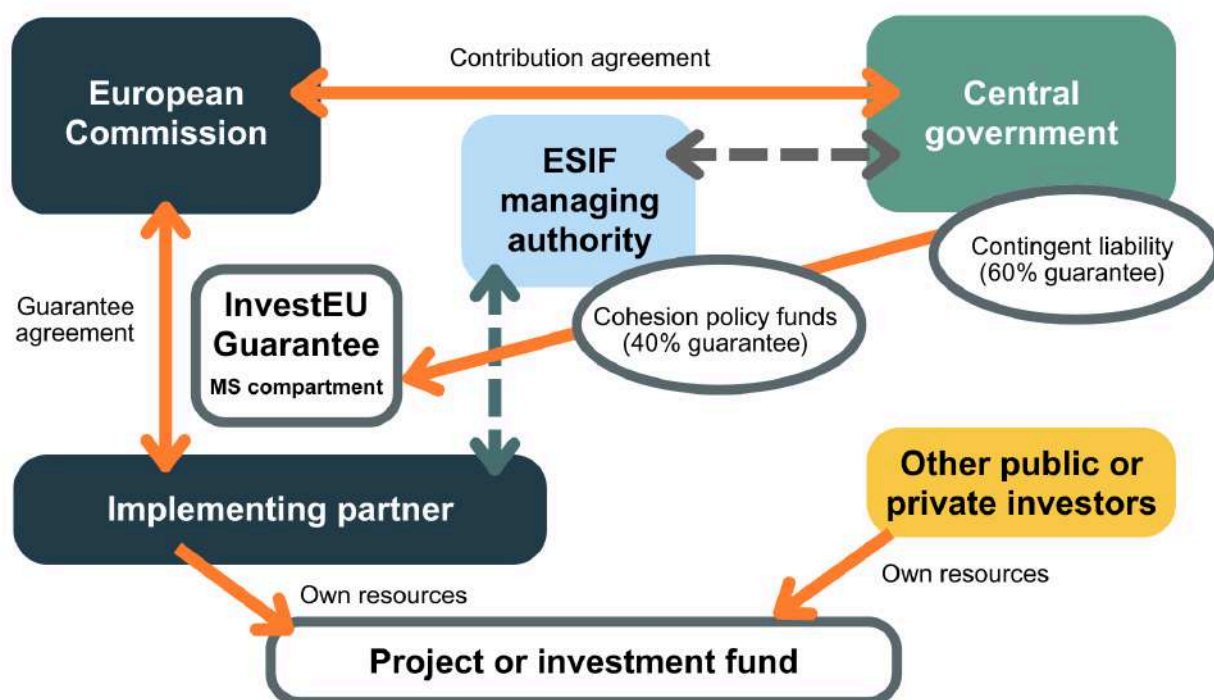 Contribution agreement
European
Commission
Central
government
ESIF
managing
authority
Contingent liability
(60% guarantee)
Guarantee
agreement
InvestEU
Guarantee
MS compartment
Cohesion policy funds
(40% guarantee)
Implementing partner
Other public or
private investors
Own resources
Own resources
Project or investment fund